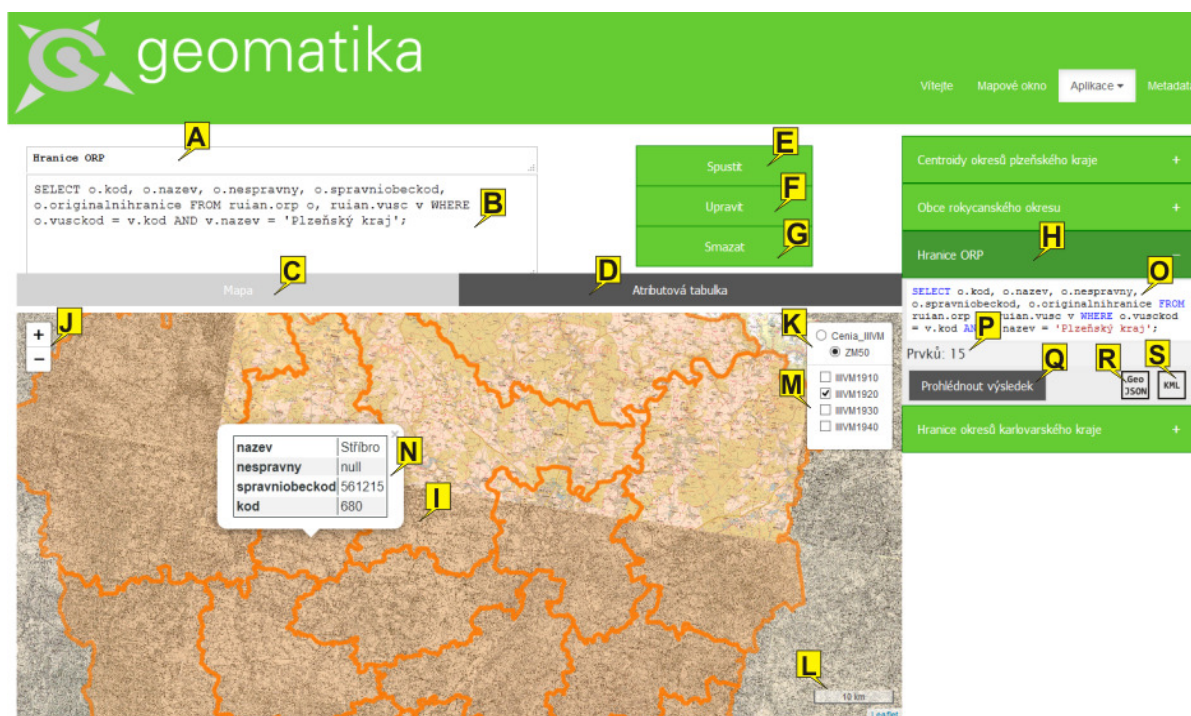 geomatika
Vítejte Mapové okno Aplikace ▾ Metadata
A
Hranice ORP
SELECT o.kod, o.nazev, o.nespravny, o.spravniobeckod,
o.originalnihranice FROM ruian.orp o, ruian.vusc v WHERE
o.vusckod = v.kod AND v.nazev = 'Plzeňský kraj';
B
E
Spustit
F
Upravit
G
Smazat
C
Mapa
D
Atributová tabulka
Centroidy okresů plzeňského kraje +
Obce rokycanského okresu +
H
Hranice ORP −
O
SELECT o.kod, o.nazev, o.nespravny,
o.spravniobeckod, o.originalnihranice FROM
ruian.orp ruian.vusc v WHERE o.vusckod
= v.kod nazev = 'Plzeňský kraj';
P
Prvků: 15
Q
Prohlédnout výsledek
R
Geo
JSON
S
KML
Hranice okresů karlovarského kraje +
J
+
−
K
Cenia_IIIVM
ZM50
M
IIIVM1910
IIIVM1920
IIIVM1930
IIIVM1940
×
nazev Stříbro
nespravny null
spravniobeckod 561215
kod 680
N
I
L
10 km
Leaflet